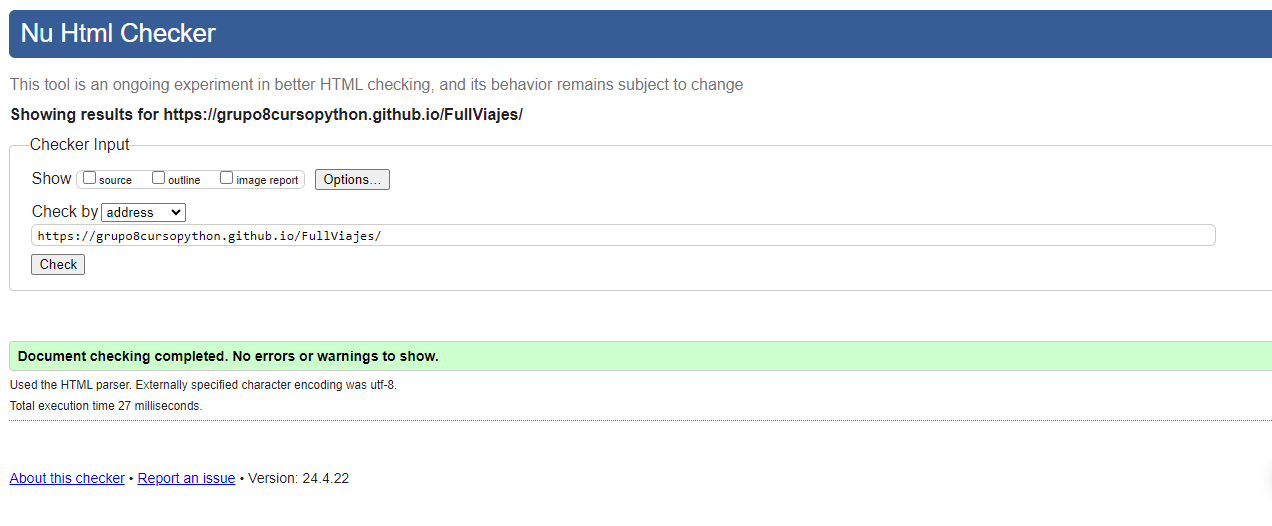 Nu Html Checker
This tool is an ongoing experiment in better HTML checking, and its behavior remains subject to change
Showing results for https://grupo8cursopython.github.io/FullViajes/
Checker Input
Show source outline image report Options...
Check by address
https://grupo8cursopython.github.io/FullViajes/
Check
Document checking completed. No errors or warnings to show.
Used the HTML parser. Externally specified character encoding was utf-8.
Total execution time 27 milliseconds.
About this checker • Report an issue • Version: 24.4.22